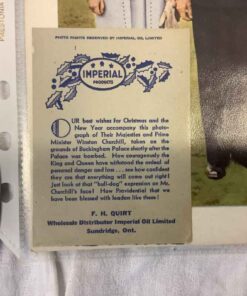 PHOTO PRINTS RESERVED BY IMPERIAL OIL, LIMITED
IMPERIAL
PRODUCTS
OUR best wishes for Christmas and the
New Year accompany this photo-
graph of Their Majesties and Prime
Minister Winston Churchill, taken on the
grounds of Buckingham Palace shortly after the
Palace was bombed. How courageously the
King and Queen have withstood the ordeal of
personal danger and loss . . . see how confident
they are that everything will come out right!
Just look at that "bull-dog" expression on Mr.
Churchill's face! How Providential that we
have been blessed with leaders like them!
F. H. QUIRT
Wholesale Distributor Imperial Oil Limited
Sundridge, Ont.